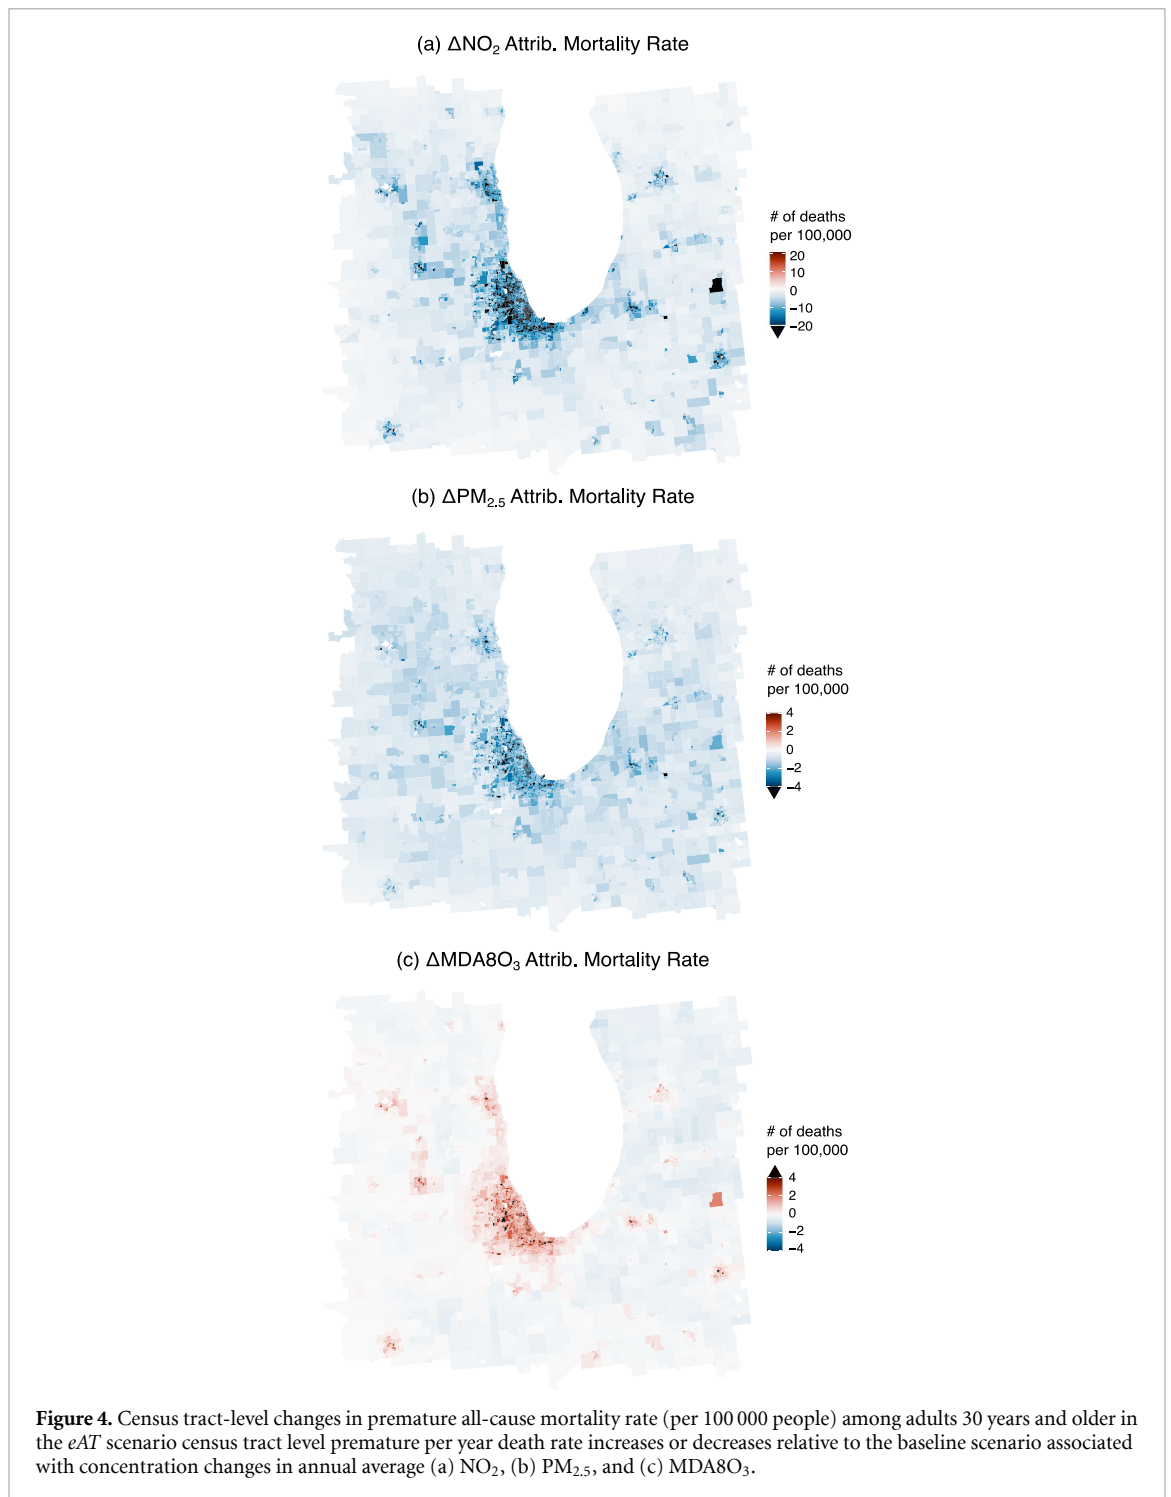 (a) ΔNO₂ Attrib. Mortality Rate
# of deaths
per 100,000
20
10
0
−10
−20
(b) ΔPM₂.₅ Attrib. Mortality Rate
# of deaths
per 100,000
4
2
0
−2
−4
(c) ΔMDA8O₃ Attrib. Mortality Rate
# of deaths
per 100,000
4
2
0
−2
−4
Figure 4. Census tract-level changes in premature all-cause mortality rate (per 100 000 people) among adults 30 years and older in
the eAT scenario census tract level premature per year death rate increases or decreases relative to the baseline scenario associated
with concentration changes in annual average (a) NO₂, (b) PM₂.₅, and (c) MDA8O₃.